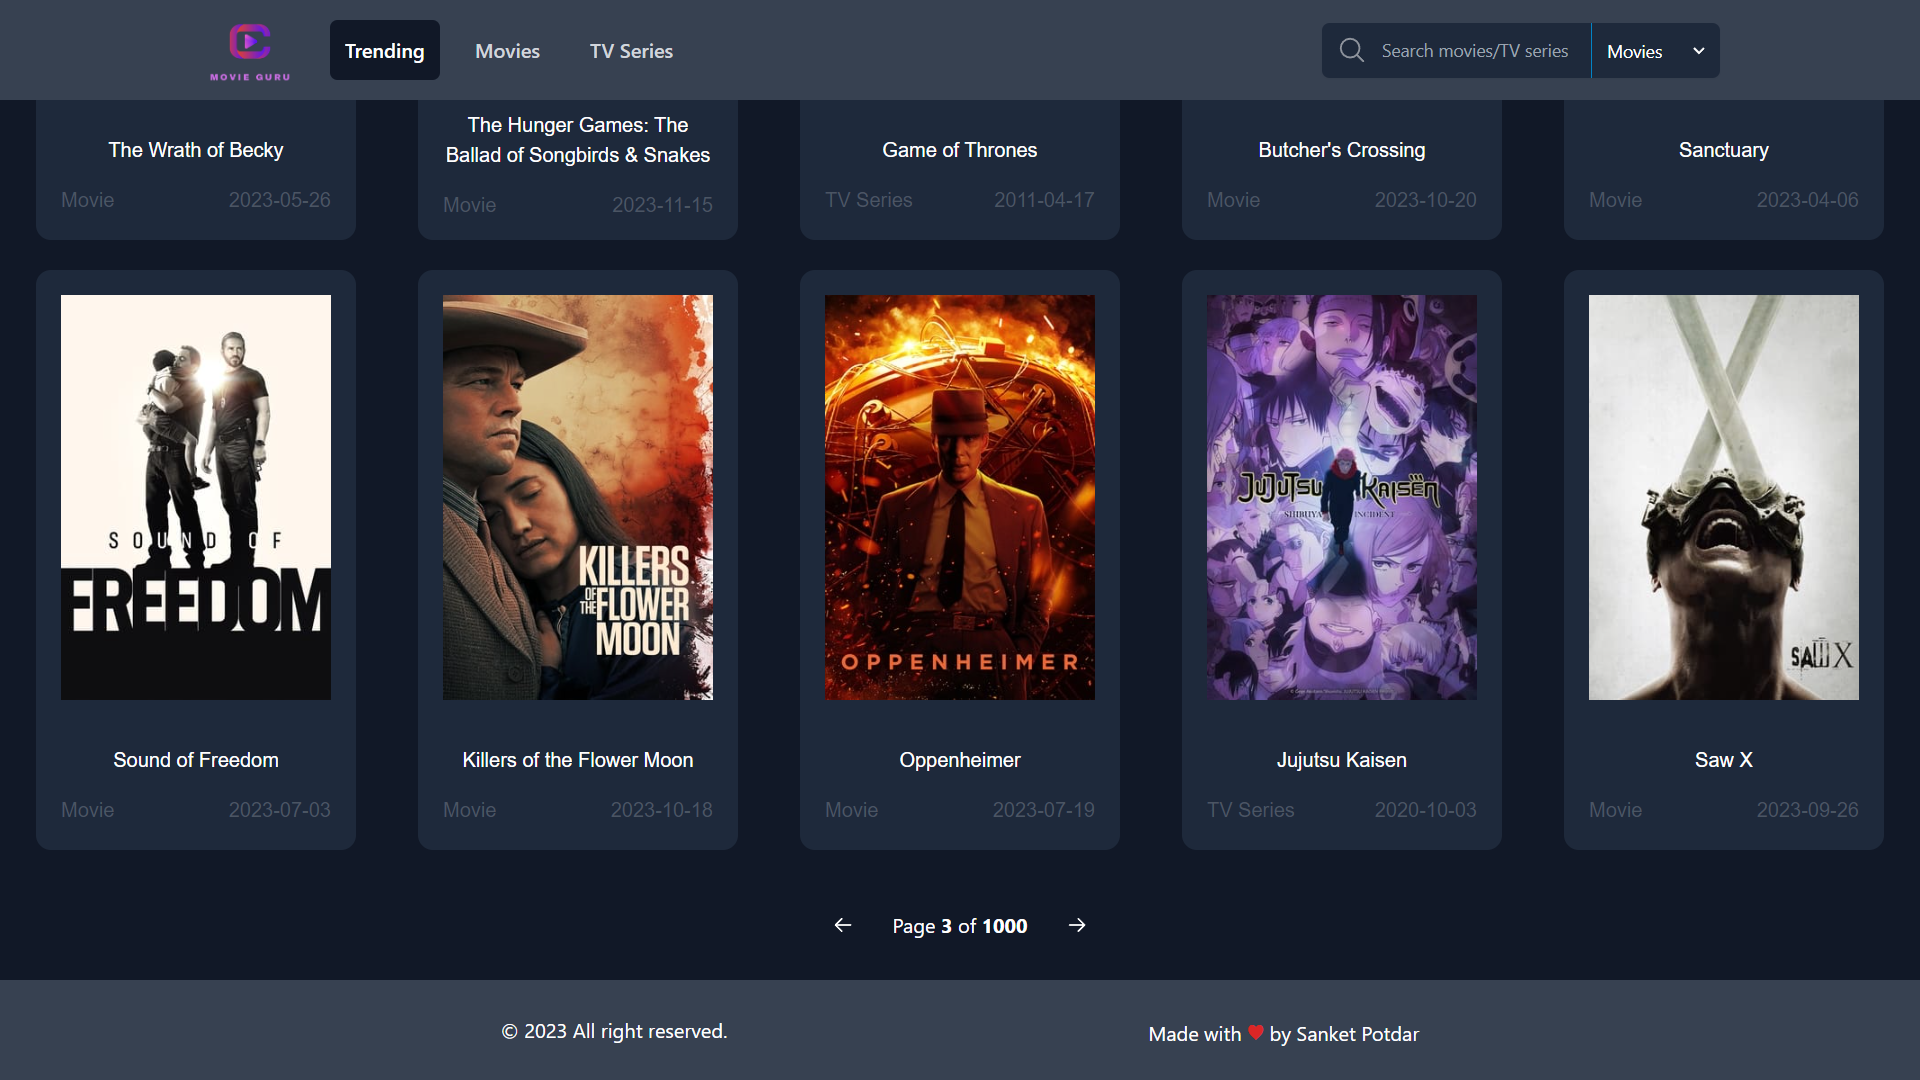 MOVIE GURU
Trending
Movies
TV Series
Search movies/TV series
Movies
The Wrath of Becky
Movie
2023-05-26
The Hunger Games: The
Ballad of Songbirds & Snakes
Movie
2023-11-15
Game of Thrones
TV Series
2011-04-17
Butcher's Crossing
Movie
2023-10-20
Sanctuary
Movie
2023-04-06
SOUND OF
FREEDOM
Sound of Freedom
Movie
2023-07-03
KILLERS
OF THE FLOWER
MOON
Killers of the Flower Moon
Movie
2023-10-18
OPPENHEIMER
Oppenheimer
Movie
2023-07-19
JUJUTSU KAISEN
SHIBUYA INCIDENT
Jujutsu Kaisen
TV Series
2020-10-03
SAW X
Saw X
Movie
2023-09-26
Page 3 of 1000
© 2023 All right reserved.
Made with ❤ by Sanket Potdar